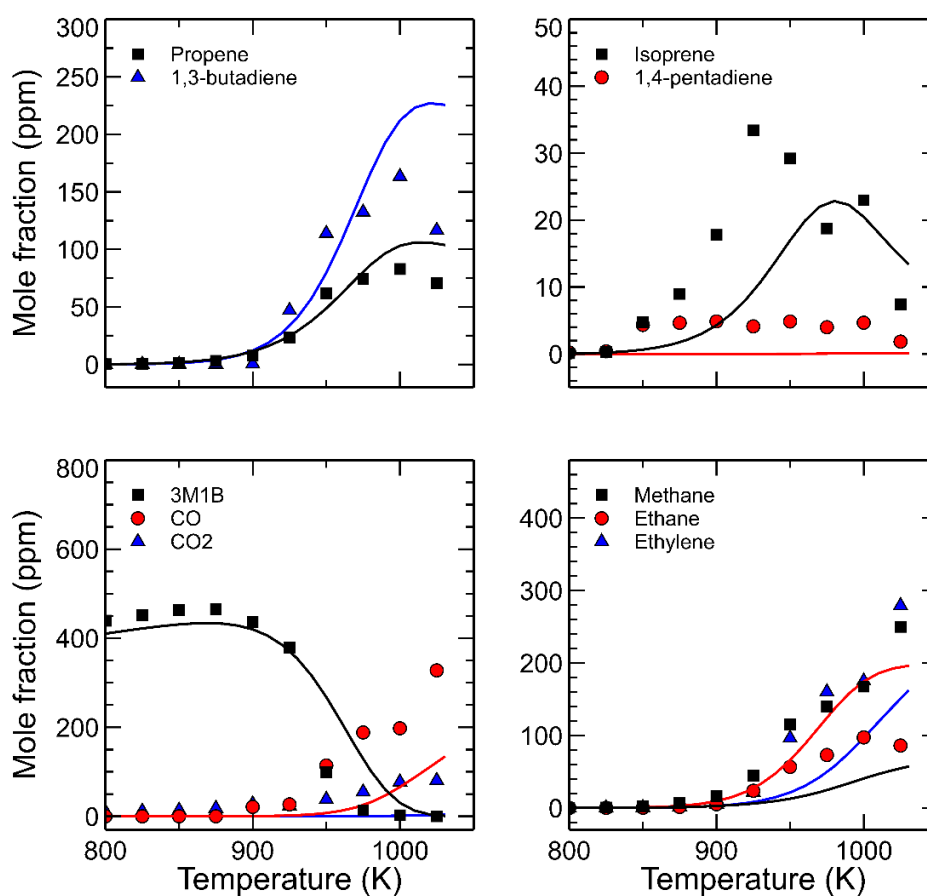 300
250
200
150
100
50
0
Mole fraction (ppm)
Propene
1,3-butadiene
50
40
30
20
10
0
Isoprene
1,4-pentadiene
800
600
400
200
0
Mole fraction (ppm)
3M1B
CO
CO2
800
900
1000
Temperature (K)
400
300
200
100
0
Methane
Ethane
Ethylene
800
900
1000
Temperature (K)